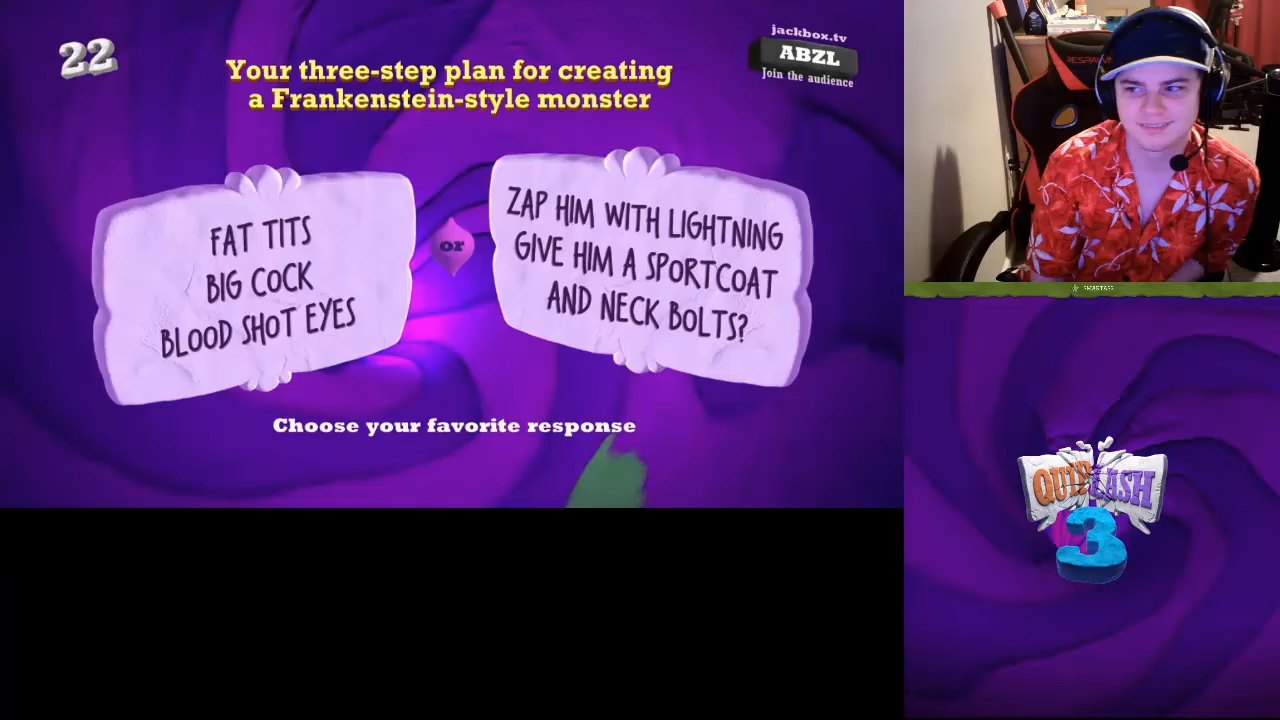 22
Your three-step plan for creating
a Frankenstein-style monster
jackbox.tv
ABZL
Join the audience
FAT TITS
BIG COCK
BLOOD SHOT EYES
or
ZAP HIM WITH LIGHTNING
GIVE HIM A SPORTCOAT
AND NECK BOLTS?
Choose your favorite response
RESPAWN
QUIPLASH
3